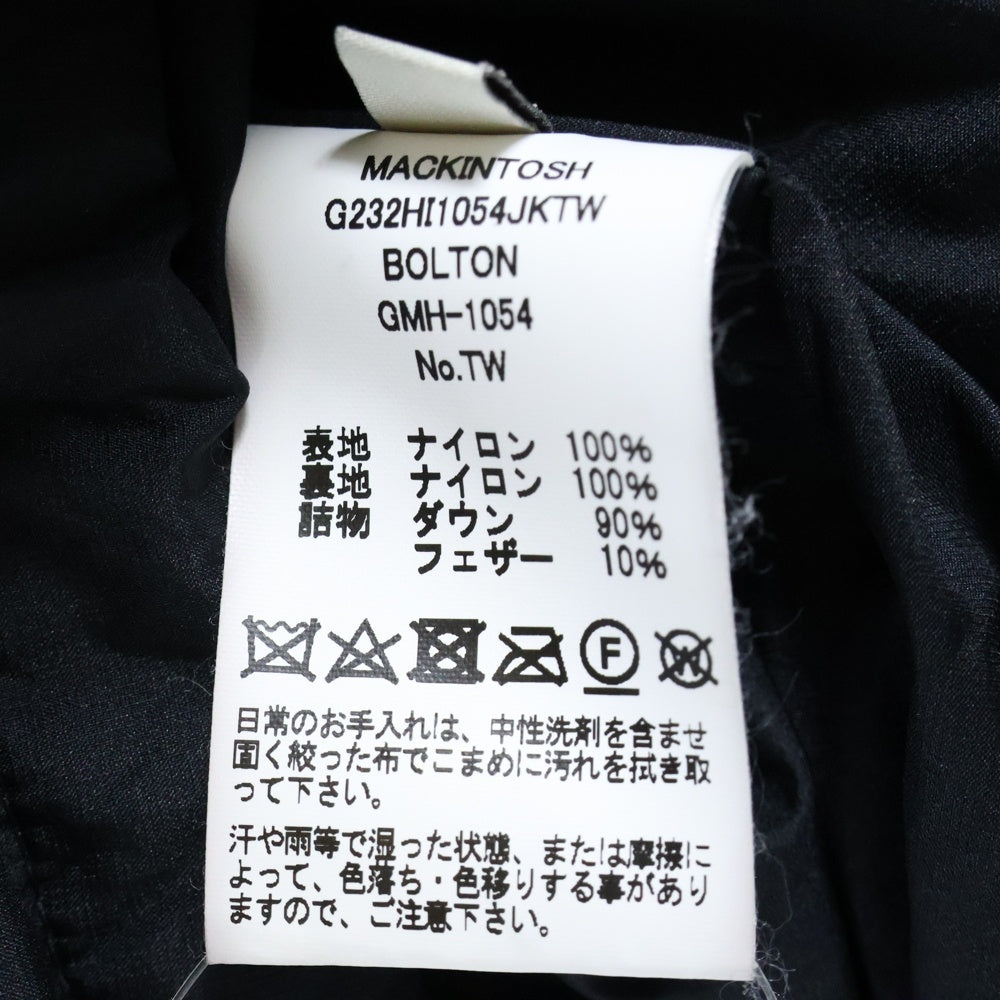 MACKINTOSH
G232HI1054JKTW
BOLTON
GMH-1054
No.TW
表地 ナイロン 100%
裏地 ナイロン 100%
詰物 ダウン 90%
フェザー 10%
F
W
日常のお手入れは、中性洗剤を含ませ
固く絞った布でこまめに汚れを拭き取
って下さい。
汗や雨等で湿った状態、または摩擦に
よって、色落ち・色移りする事があり
ますので、ご注意下さい。